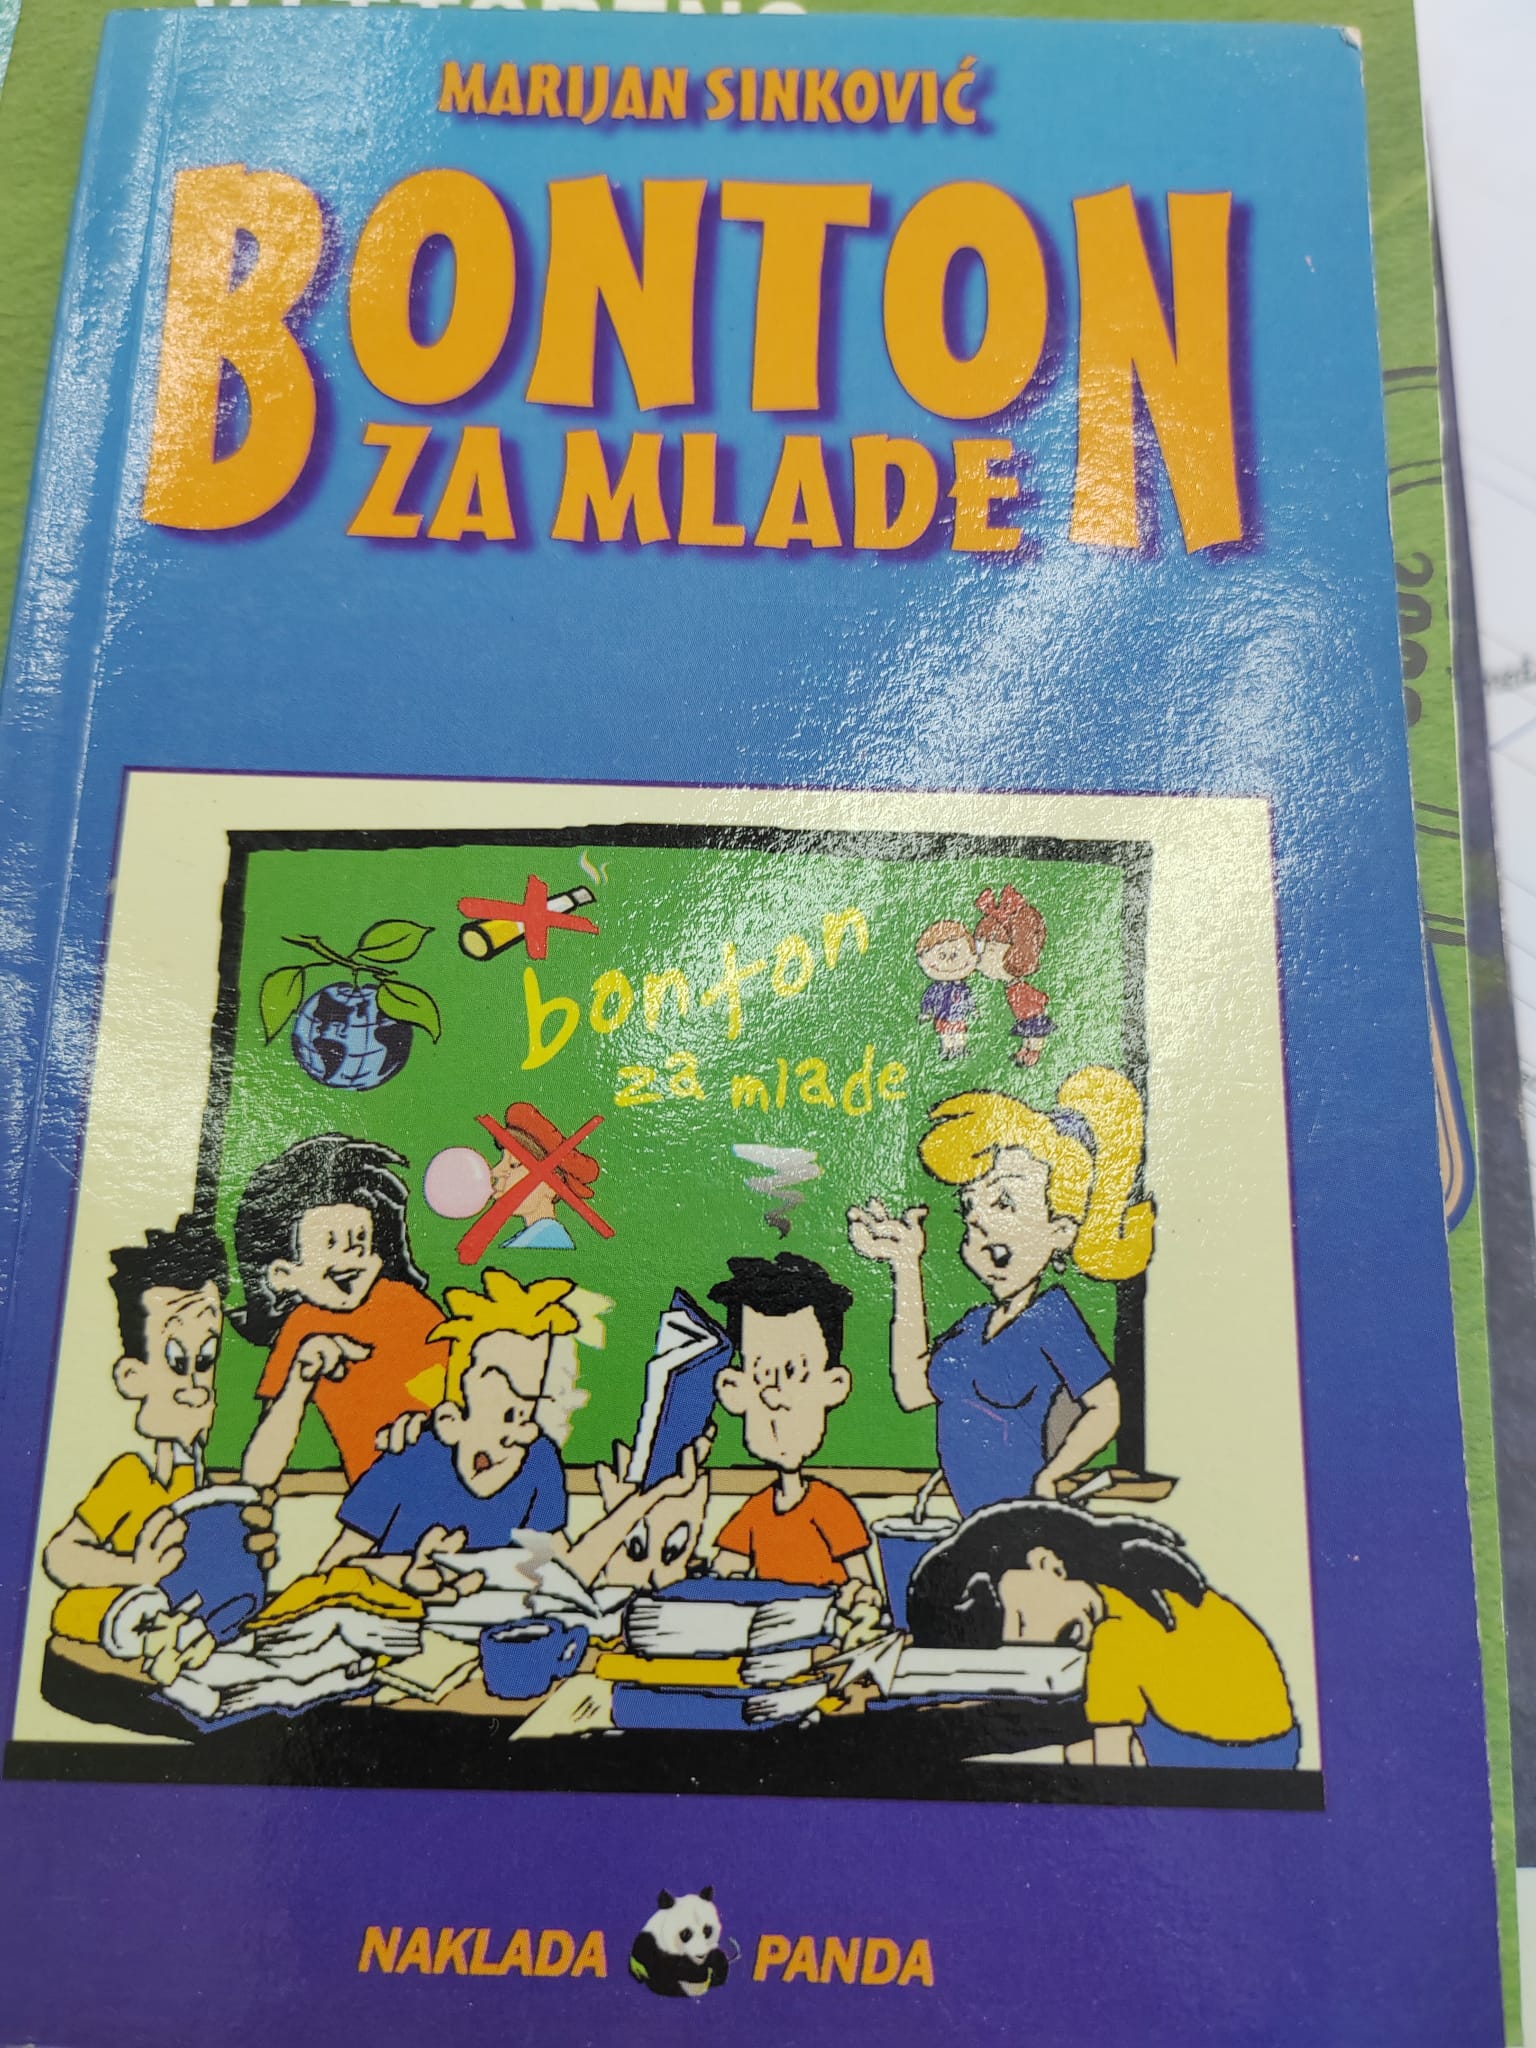 MARIJAN SINKOVIĆ
BONTON
ZA MLADE
bonton
za mlade
NAKLADA PANDA